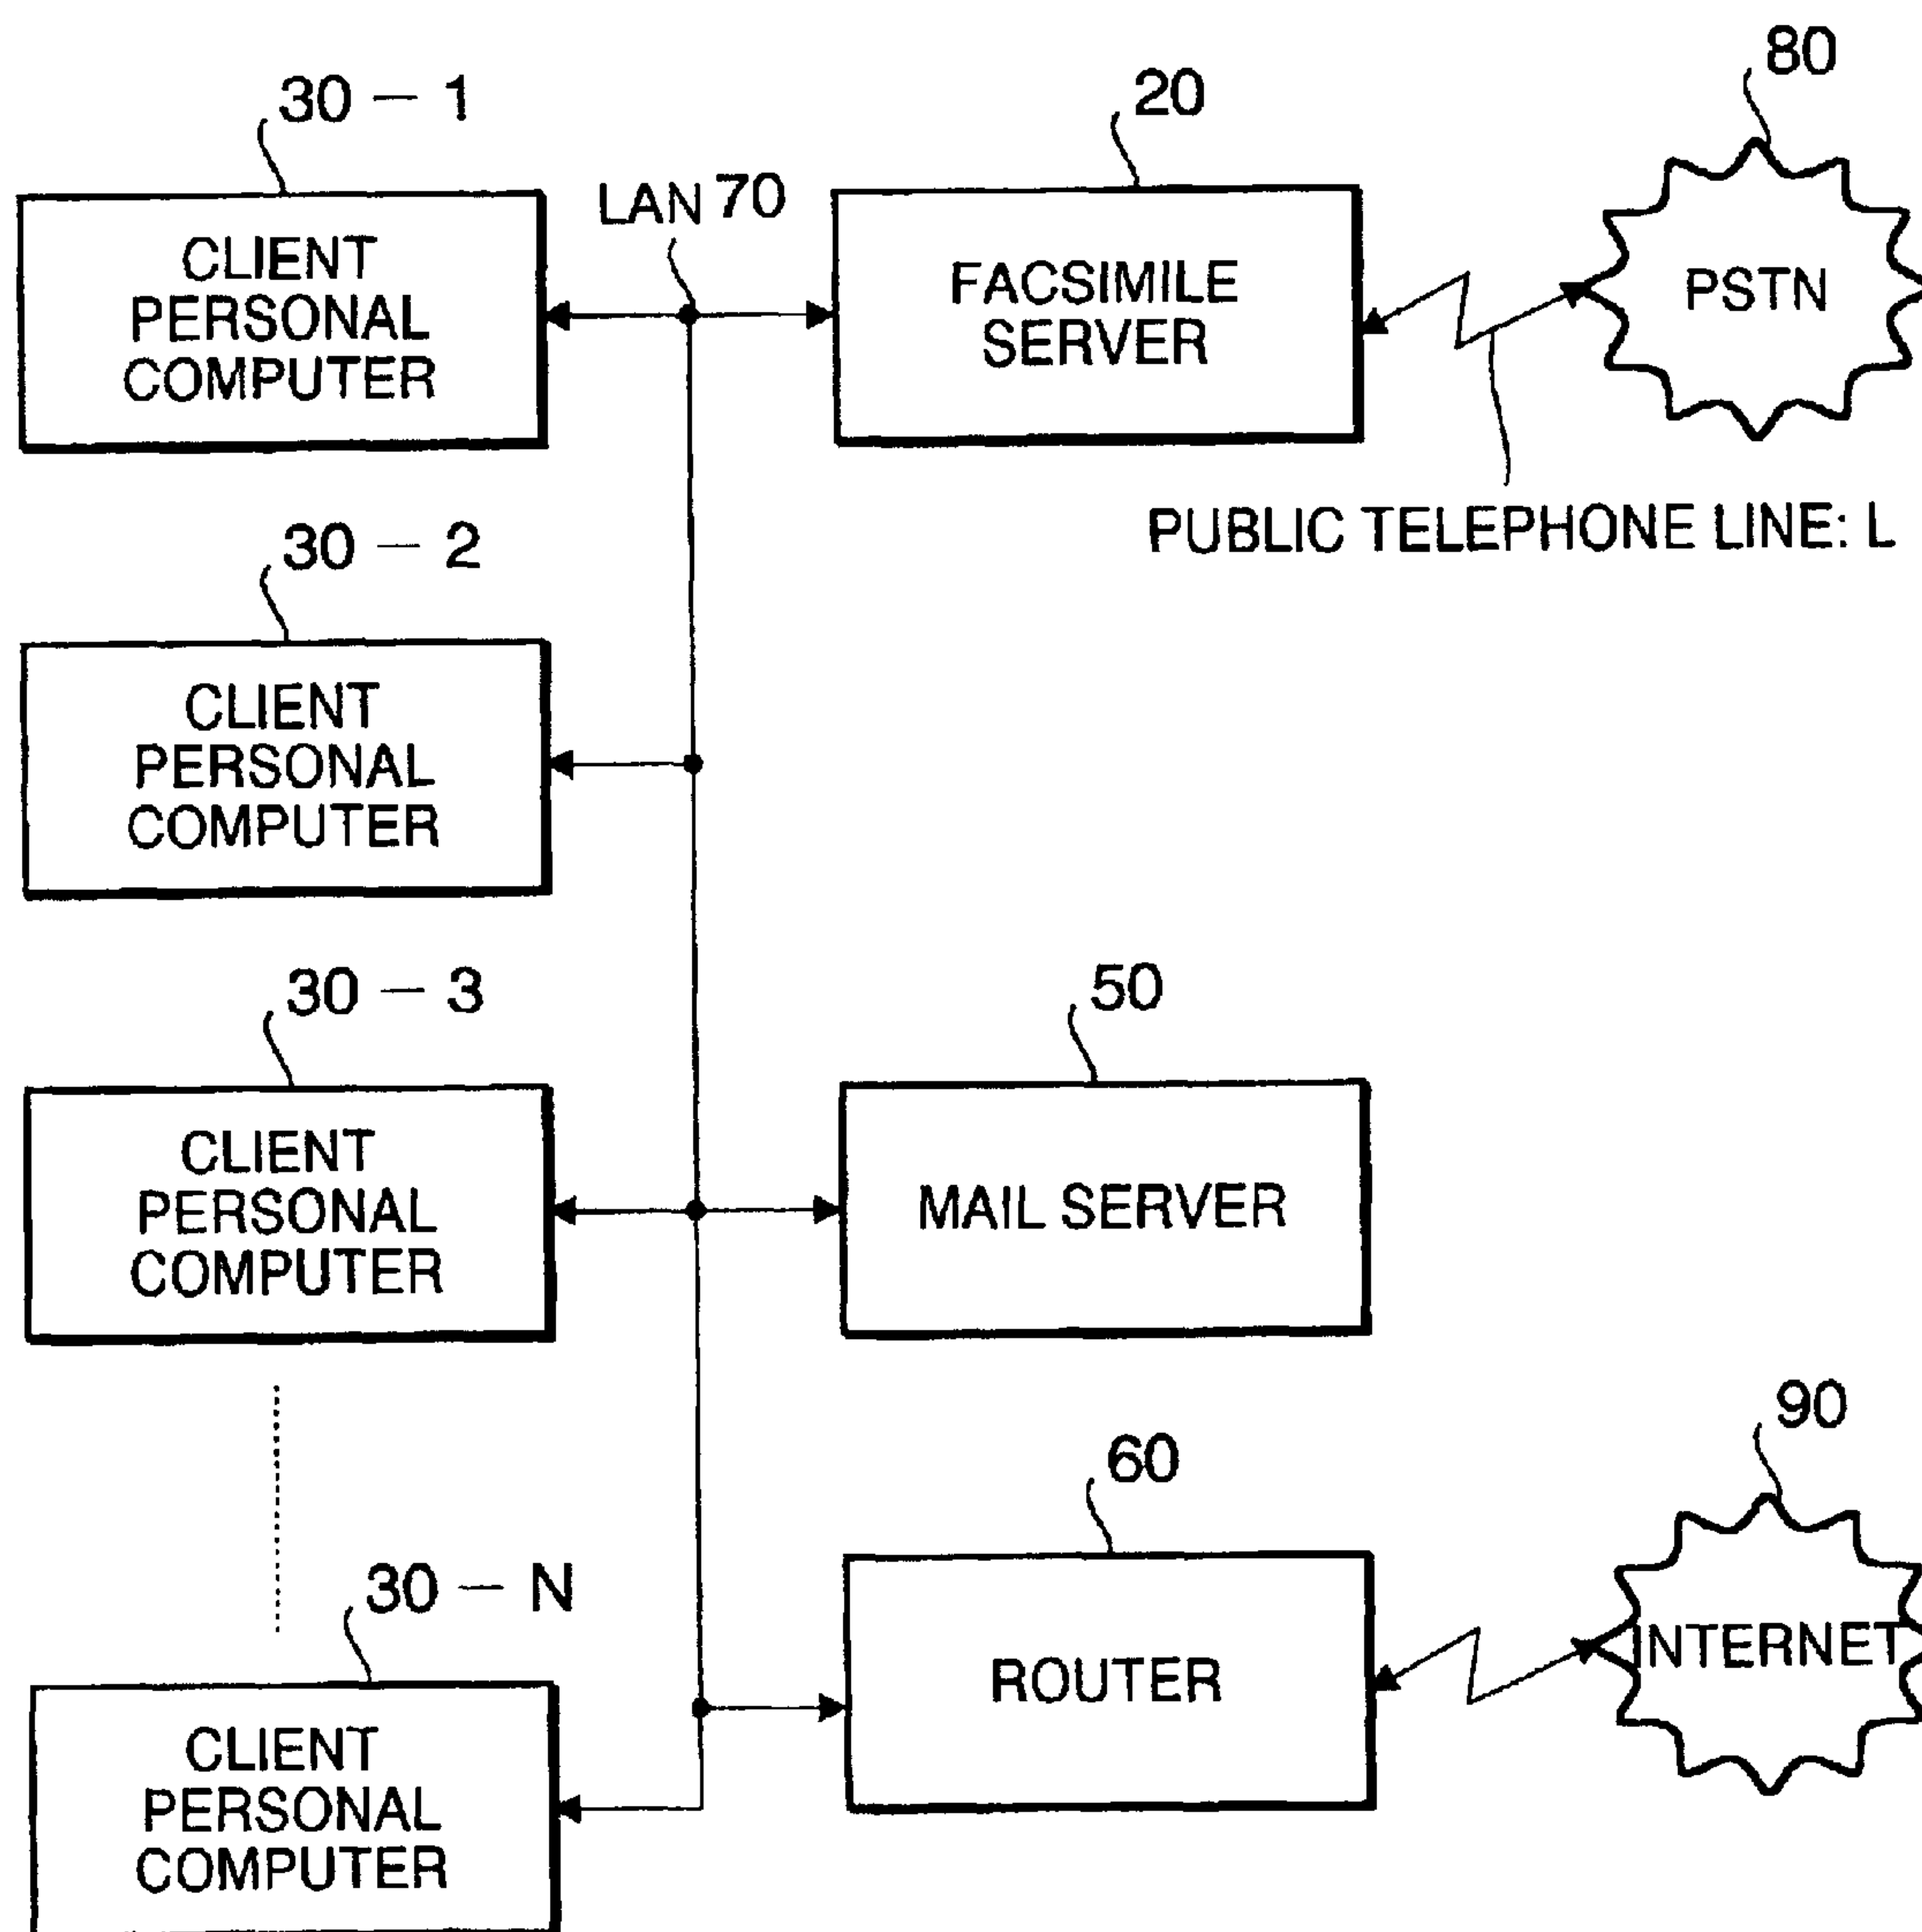 80
30 — 1
20
LAN 70
CLIENT
PERSONAL
COMPUTER
FACSIMILE
SERVER
PSTN
PUBLIC TELEPHONE LINE: L
30 — 2
CLIENT
PERSONAL
COMPUTER
30 — 3
50
CLIENT
PERSONAL
COMPUTER
MAIL SERVER
90
60
30 — N
ROUTER
INTERNET
CLIENT
PERSONAL
COMPUTER